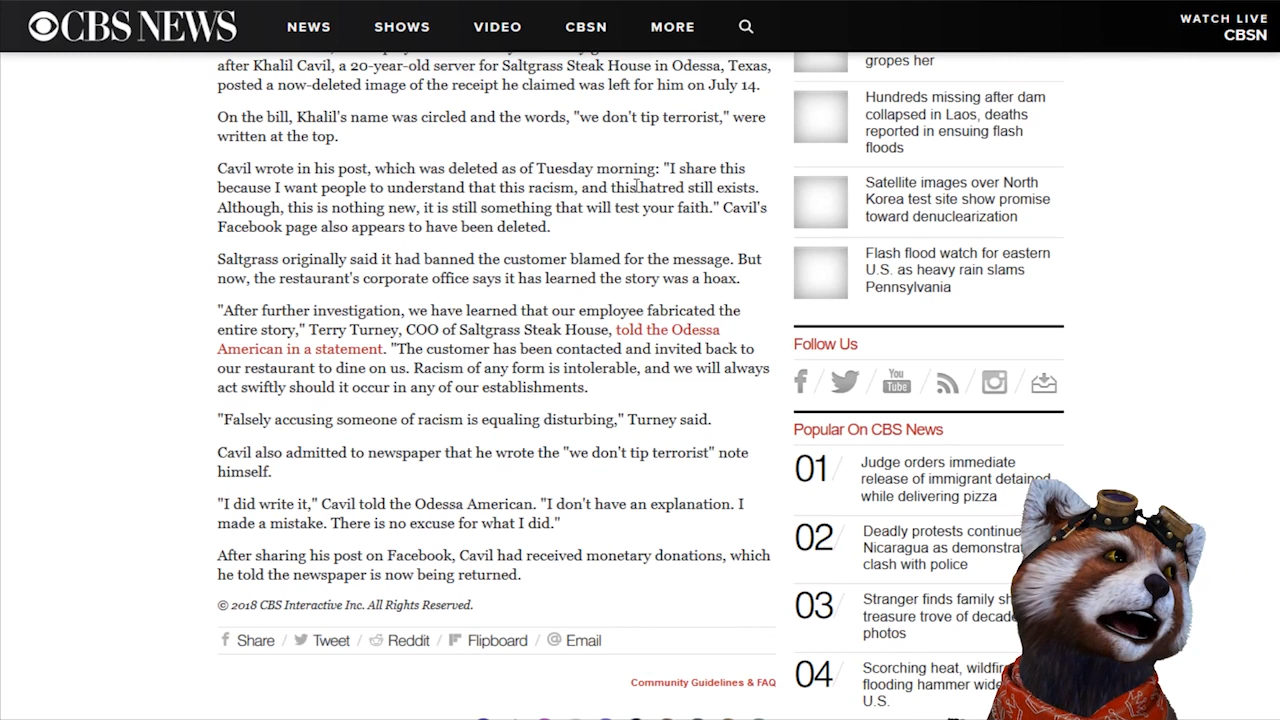 CBS NEWS
NEWS
SHOWS
VIDEO
CBSN
MORE
WATCH LIVE
CBSN
after Khalil Cavil, a 20-year-old server for Saltgrass Steak House in Odessa, Texas,
posted a now-deleted image of the receipt he claimed was left for him on July 14.
On the bill, Khalil's name was circled and the words, "we don't tip terrorist," were
written at the top.
Cavil wrote in his post, which was deleted as of Tuesday morning: "I share this
because I want people to understand that this racism, and this hatred still exists.
Although, this is nothing new, it is still something that will test your faith." Cavil's
Facebook page also appears to have been deleted.
Saltgrass originally said it had banned the customer blamed for the message. But
now, the restaurant's corporate office says it has learned the story was a hoax.
"After further investigation, we have learned that our employee fabricated the
entire story," Terry Turney, COO of Saltgrass Steak House, told the Odessa
American in a statement. "The customer has been contacted and invited back to
our restaurant to dine on us. Racism of any form is intolerable, and we will always
act swiftly should it occur in any of our establishments.
"Falsely accusing someone of racism is equaling disturbing," Turney said.
Cavil also admitted to newspaper that he wrote the "we don't tip terrorist" note
himself.
"I did write it," Cavil told the Odessa American. "I don't have an explanation. I
made a mistake. There is no excuse for what I did."
After sharing his post on Facebook, Cavil had received monetary donations, which
he told the newspaper is now being returned.
© 2018 CBS Interactive Inc. All Rights Reserved.
Share
Tweet
Reddit
Flipboard
Email
Community Guidelines & FAQ
gropes her
Hundreds missing after dam
collapsed in Laos, deaths
reported in ensuing flash
floods
Satellite images over North
Korea test site show promise
toward denuclearization
Flash flood watch for eastern
U.S. as heavy rain slams
Pennsylvania
Follow Us
You
Tube
Popular On CBS News
01
Judge orders immediate
release of immigrant detained
while delivering pizza
02
Deadly protests continue
Nicaragua as demonstrat
clash with police
03
Stranger finds family sh
treasure trove of decade
photos
04
Scorching heat, wildfir
flooding hammer wide
U.S.